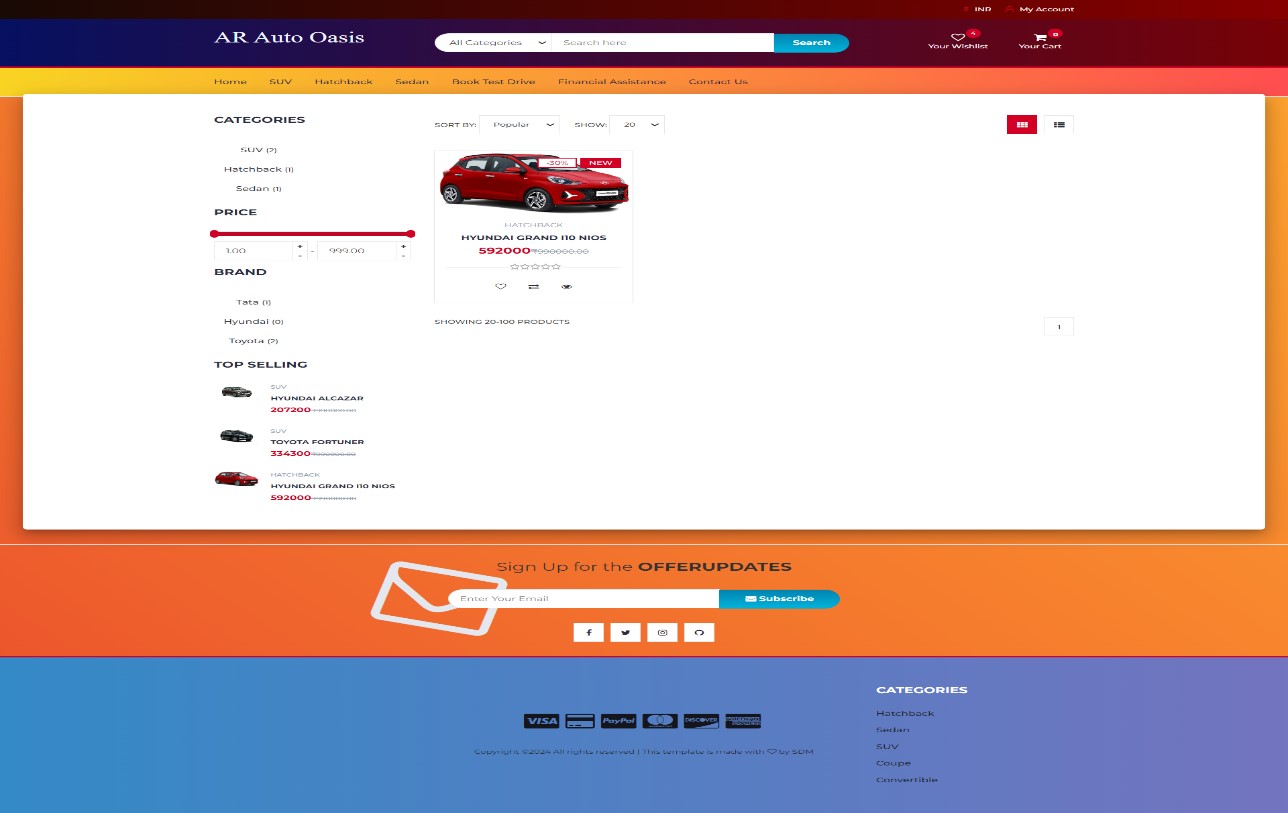 INR My Account
AR Auto Oasis
All Categories Search here Search
4
Your Wishlist
0
Your Cart
Home SUV Hatchback Sedan Book Test Drive Financial Assistance Contact Us
CATEGORIES
SUV (2)
Hatchback (1)
Sedan (1)
PRICE
1.00 + - - 999.00 + -
BRAND
Tata (1)
Hyundai (0)
Toyota (2)
TOP SELLING
SUV
HYUNDAI ALCAZAR
207200
SUV
TOYOTA FORTUNER
334300
HATCHBACK
HYUNDAI GRAND I10 NIOS
592000
SORT BY: Popular SHOW: 20
-30% NEW
HATCHBACK
HYUNDAI GRAND I10 NIOS
592000 ₹990000.00
SHOWING 20-100 PRODUCTS
1
Sign Up for the OFFERUPDATES
Enter Your Email Subscribe
VISA PayPal DISCOVER AMERICAN EXPRESS
Copyright ©2024 All rights reserved | This template is made with ♡ by SDM
CATEGORIES
Hatchback
Sedan
SUV
Coupe
Convertible